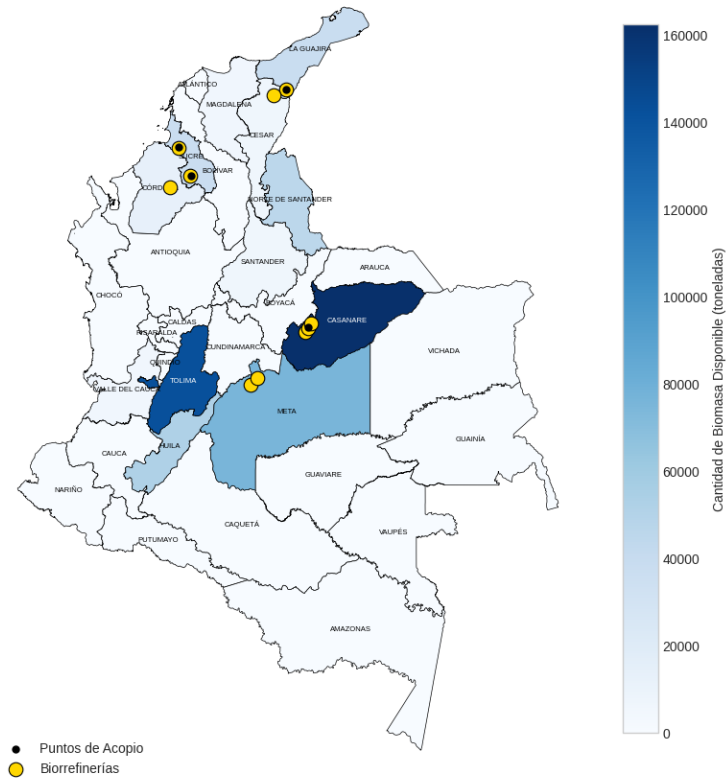 LA GUAJIRA
ATLÁNTICO
MAGDALENA
CESAR
SUCRE
BOLÍVAR
CÓRD
NORTE DE SANTANDER
ANTIOQUIA
SANTANDER
ARAUCA
CHOCÓ
BOYACÁ
CALDAS
CASANARE
RISARALDA
CUNDINAMARCA
VICHADA
QUINDÍO
TOLIMA
VALLE DEL CAUCA
META
GUAINÍA
HUILA
CAUCA
GUAVIARE
NARIÑO
CAQUETÁ
VAUPÉS
PUTUMAYO
AMAZONAS
Puntos de Acopio
Biorrefinerías
160000
140000
120000
100000
80000
60000
40000
20000
0
Cantidad de Biomasa Disponible (toneladas)